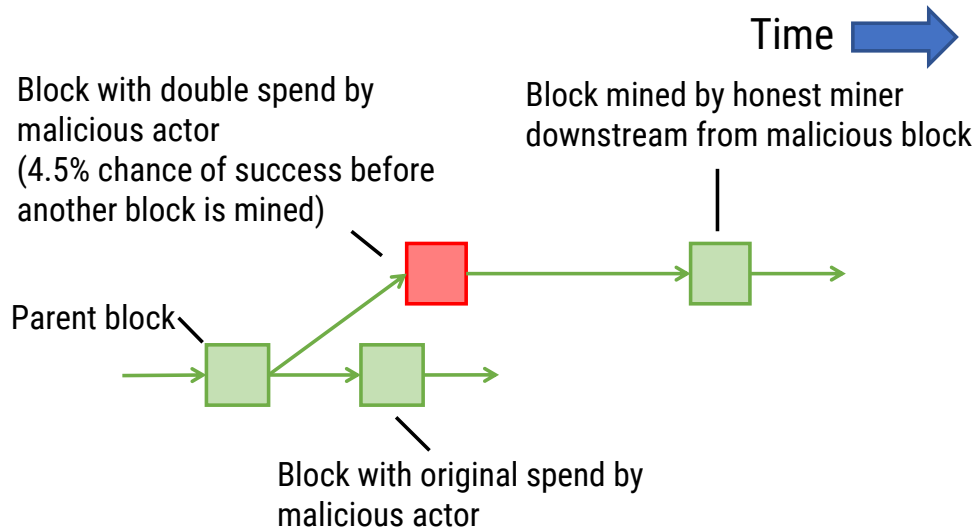 Time
Block with double spend by
malicious actor
(4.5% chance of success before
another block is mined)
Block mined by honest miner
downstream from malicious block
Parent block
Block with original spend by
malicious actor